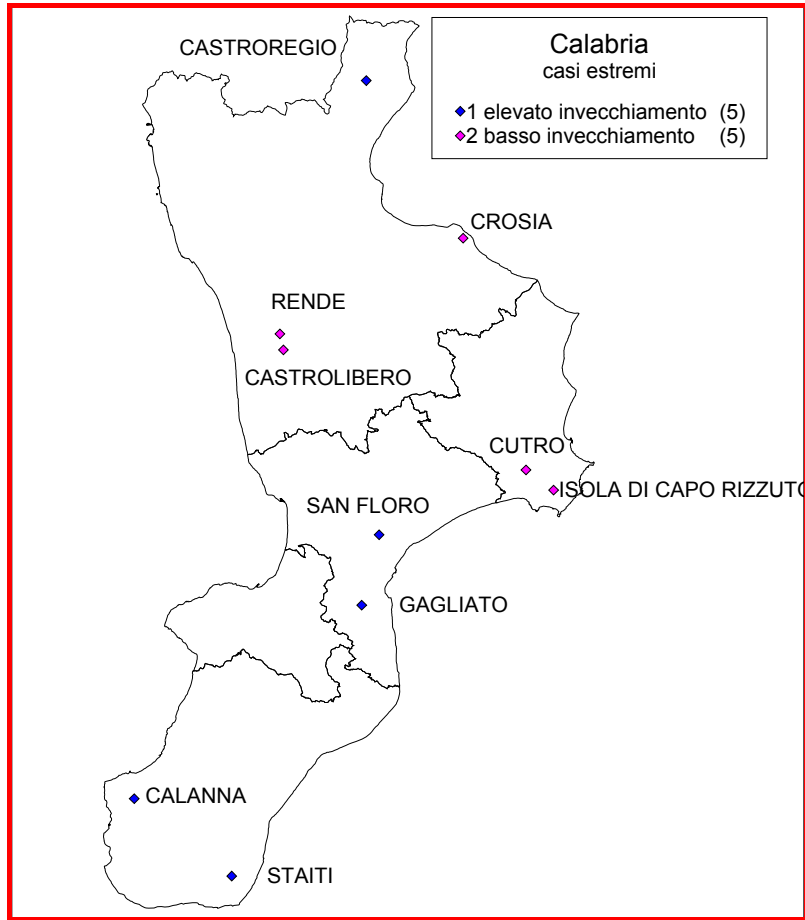 CASTROREGIO
Calabria
casi estremi
1 elevato invecchiamento (5)
2 basso invecchiamento (5)
CROSIA
RENDE
CASTROLIBERO
CUTRO
ISOLA DI CAPO RIZZUTO
SAN FLORO
GAGLIATO
CALANNA
STAITI